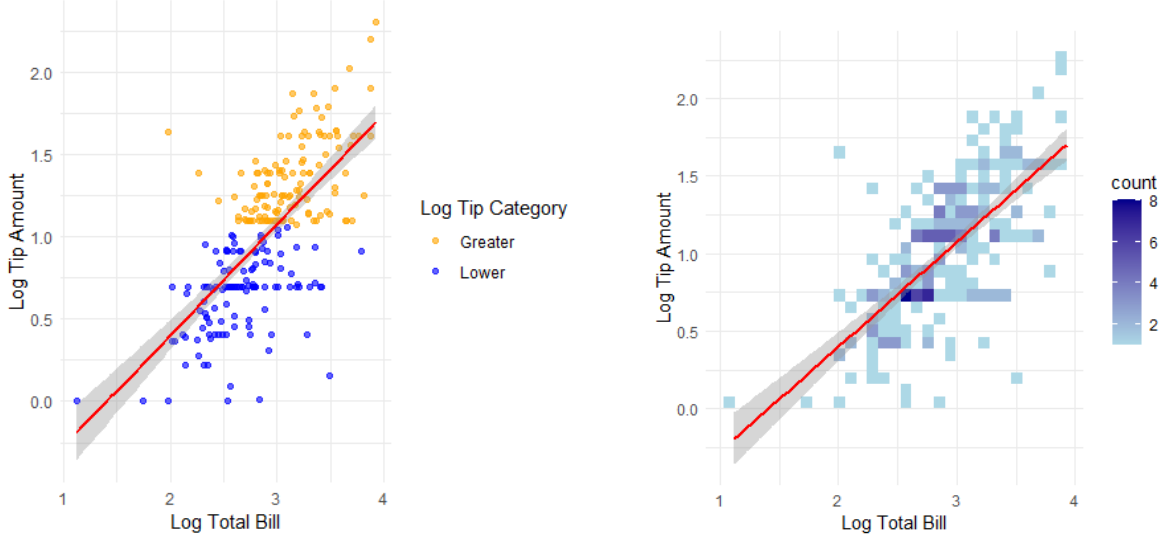 Log Tip Amount
2.0
1.5
1.0
0.5
0.0
1 2 3 4
Log Total Bill
Log Tip Category
Greater
Lower
Log Tip Amount
2.0
1.5
1.0
0.5
0.0
1 2 3 4
Log Total Bill
count
8
6
4
2